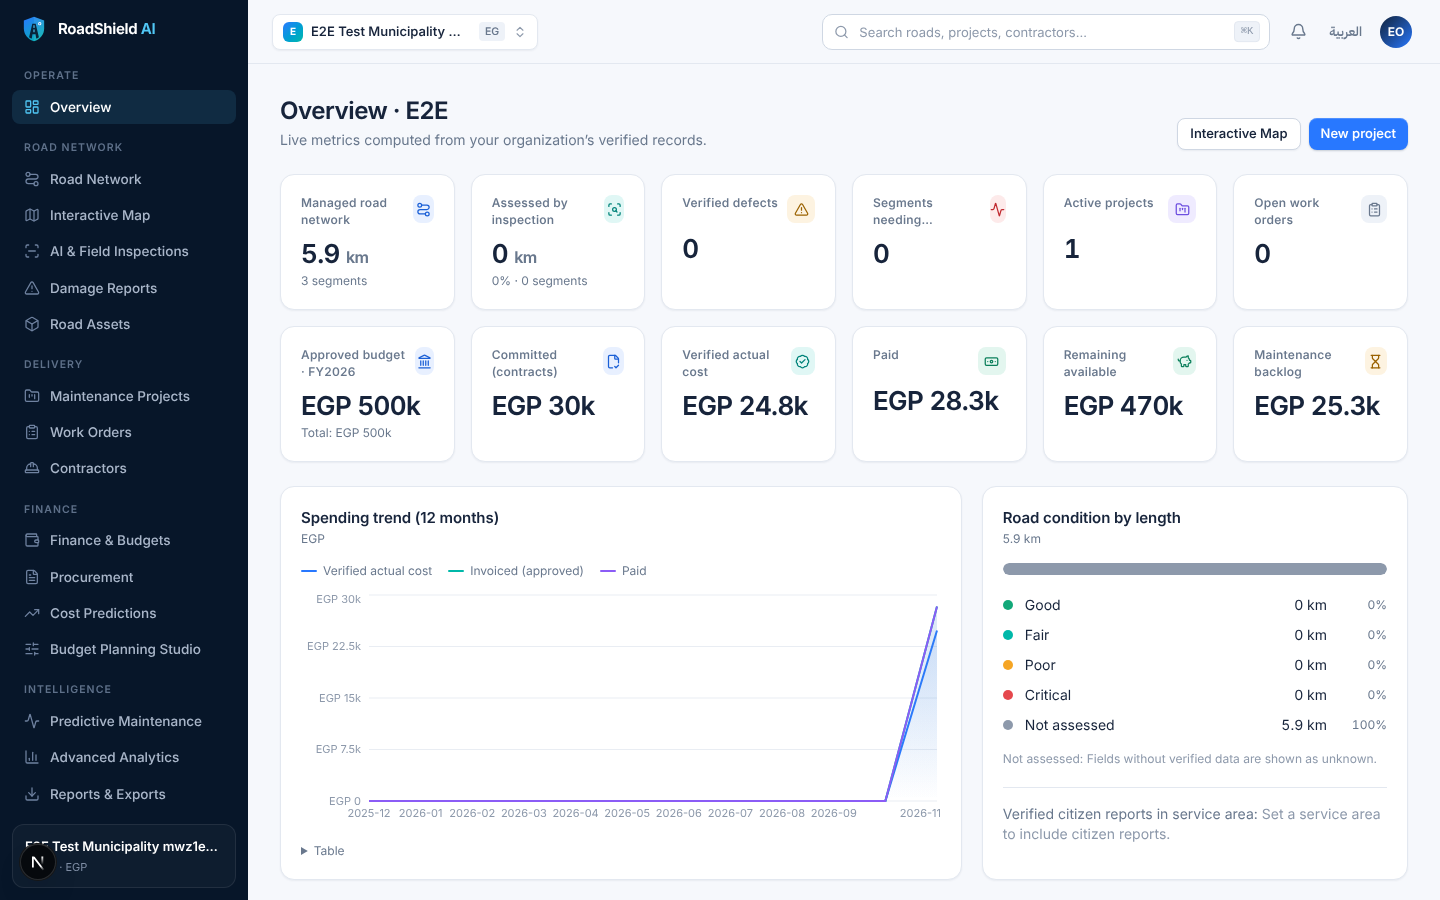 RoadShield AI
OPERATE
Overview
ROAD NETWORK
Road Network
Interactive Map
AI & Field Inspections
Damage Reports
Road Assets
DELIVERY
Maintenance Projects
Work Orders
Contractors
FINANCE
Finance & Budgets
Procurement
Cost Predictions
Budget Planning Studio
INTELLIGENCE
Predictive Maintenance
Advanced Analytics
Reports & Exports
Test Municipality mwz1e...
N
· EGP
E
E2E Test Municipality ...
EG
Search roads, projects, contractors...
⌘K
العربية
EO
Overview · E2E
Live metrics computed from your organization's verified records.
Interactive Map
New project
Managed road
network
5.9 km
3 segments
Assessed by
inspection
0 km
0% · 0 segments
Verified defects
0
Segments
needing...
0
Active projects
1
Open work
orders
0
Approved budget
· FY2026
EGP 500k
Total: EGP 500k
Committed
(contracts)
EGP 30k
Verified actual
cost
EGP 24.8k
Paid
EGP 28.3k
Remaining
available
EGP 470k
Maintenance
backlog
EGP 25.3k
Spending trend (12 months)
EGP
Verified actual cost
Invoiced (approved)
Paid
EGP 30k
EGP 22.5k
EGP 15k
EGP 7.5k
EGP 0
2025-12 2026-01 2026-02 2026-03 2026-04 2026-05 2026-06 2026-07 2026-08 2026-09 2026-11
Table
Road condition by length
5.9 km
Good 0 km 0%
Fair 0 km 0%
Poor 0 km 0%
Critical 0 km 0%
Not assessed 5.9 km 100%
Not assessed: Fields without verified data are shown as unknown.
Verified citizen reports in service area: Set a service area
to include citizen reports.